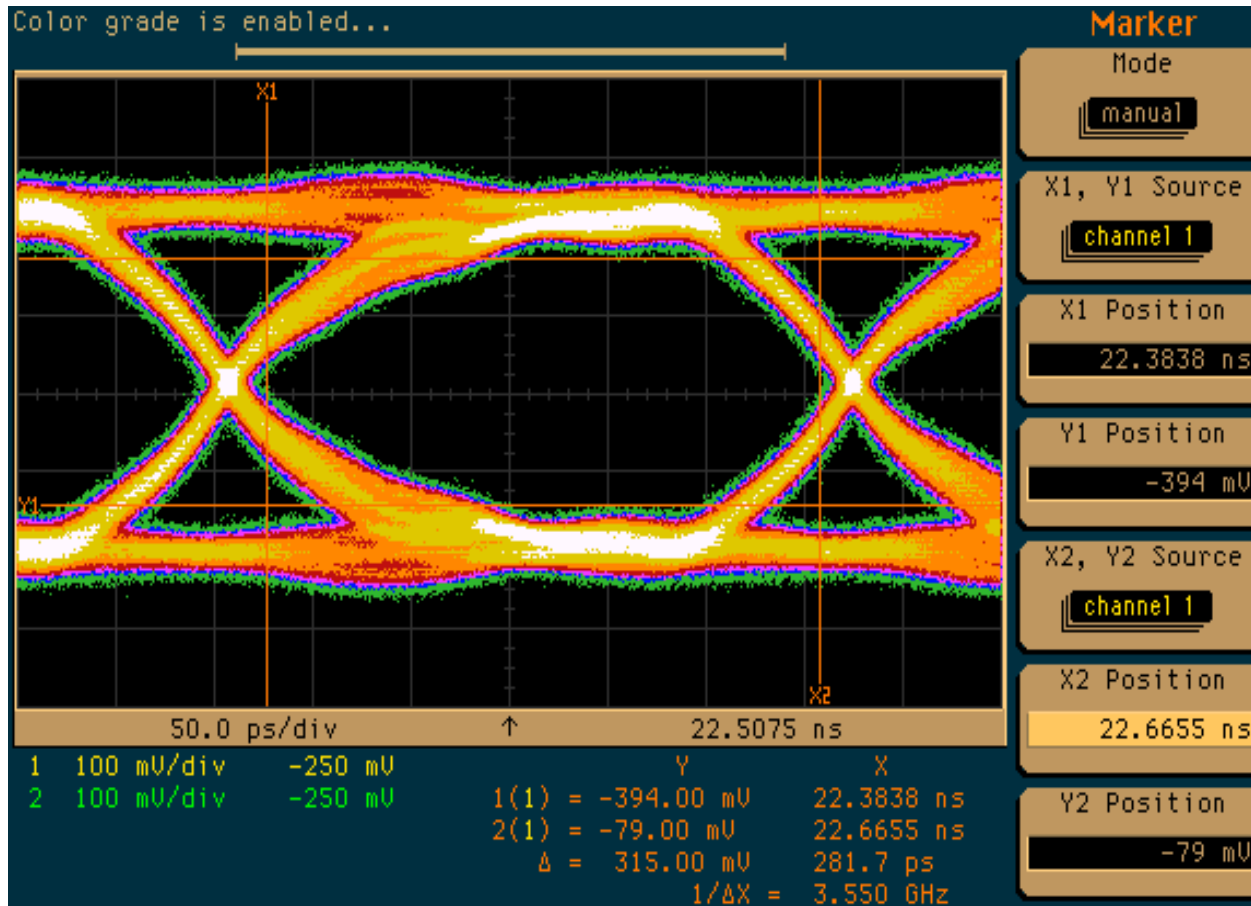 Color grade is enabled...
Marker
Mode
manual
X1, Y1 Source
channel 1
X1 Position
22.3838 ns
Y1 Position
-394 mV
X2, Y2 Source
channel 1
X2 Position
22.6655 ns
Y2 Position
-79 mV
X1
Y1
X2
50.0 ps/div ↑ 22.5075 ns
1 100 mV/div -250 mV
2 100 mV/div -250 mV
Y X
1(1) = -394.00 mV 22.3838 ns
2(1) = -79.00 mV 22.6655 ns
Δ = 315.00 mV 281.7 ps
1/ΔX = 3.550 GHz